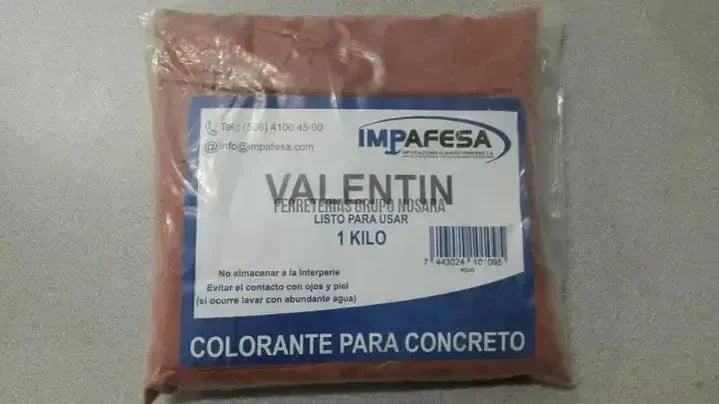 Tel.: (506) 4100 45 00
@ info@impafesa.com
IMPAFESA
VALENTIN
FERRETERIAS GRUPO NOSARA
LISTO PARA USAR
1 KILO
7 443024 101095
No almacenar a la Interperie
Evitar el contacto con ojos y piel
(si ocurre lavar con abundante agua)
COLORANTE PARA CONCRETO